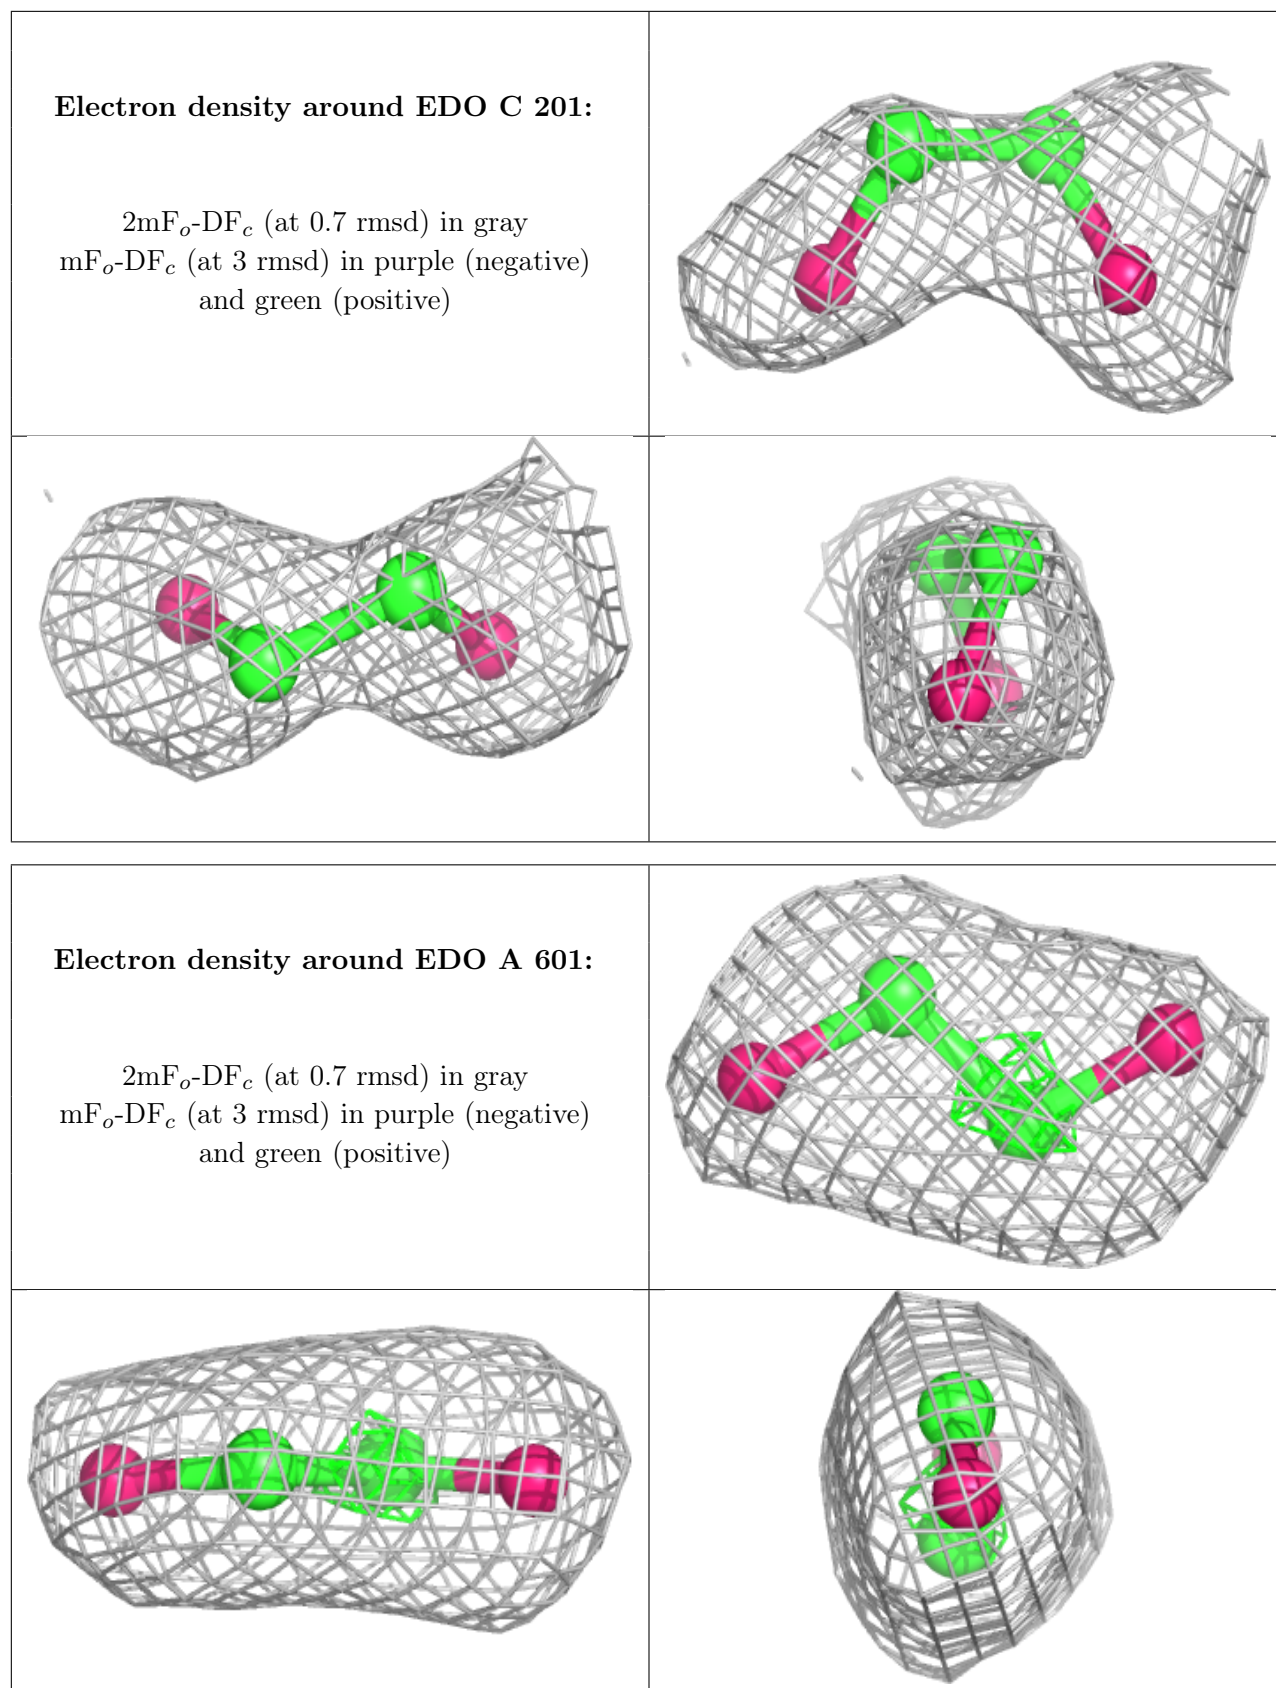 Electron density around EDO C 201:
2mFo-DFc (at 0.7 rmsd) in gray
mFo-DFc (at 3 rmsd) in purple (negative)
and green (positive)
Electron density around EDO A 601:
2mFo-DFc (at 0.7 rmsd) in gray
mFo-DFc (at 3 rmsd) in purple (negative)
and green (positive)